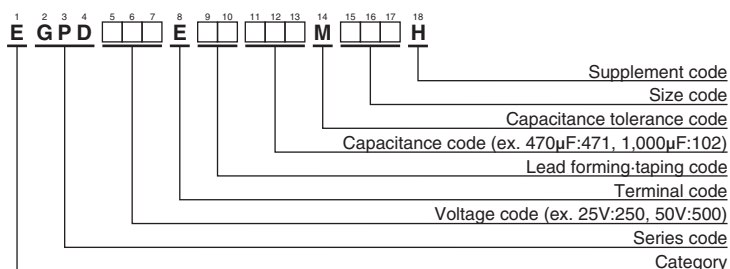 1 2 3 4 5 6 7 8 9 10 11 12 13 14 15 16 17 18
E G P D E M H
Supplement code
Size code
Capacitance tolerance code
Capacitance code (ex. 470µF:471, 1,000µF:102)
Lead forming·taping code
Terminal code
Voltage code (ex. 25V:250, 50V:500)
Series code
Category